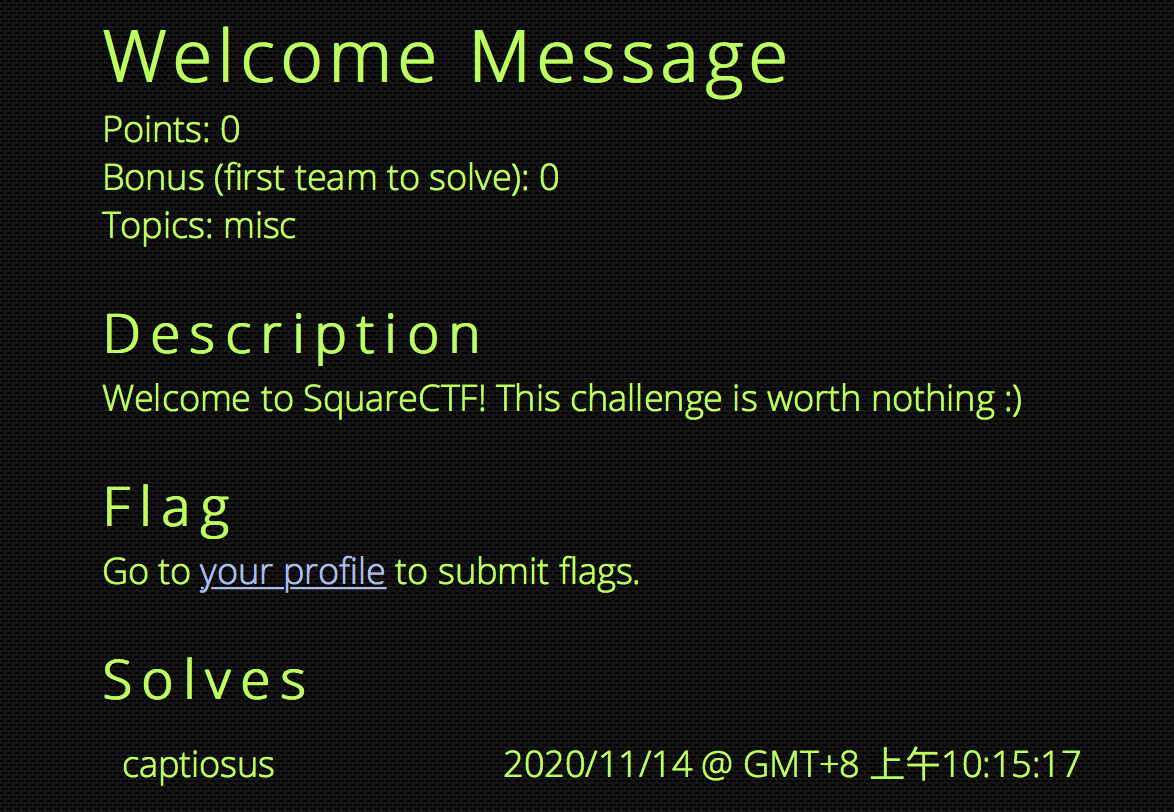 Welcome Message
Points: 0
Bonus (first team to solve): 0
Topics: misc
Description
Welcome to SquareCTF! This challenge is worth nothing :)
Flag
Go to your profile to submit flags.
Solves
captiosus 2020/11/14 @ GMT+8 上午10:15:17